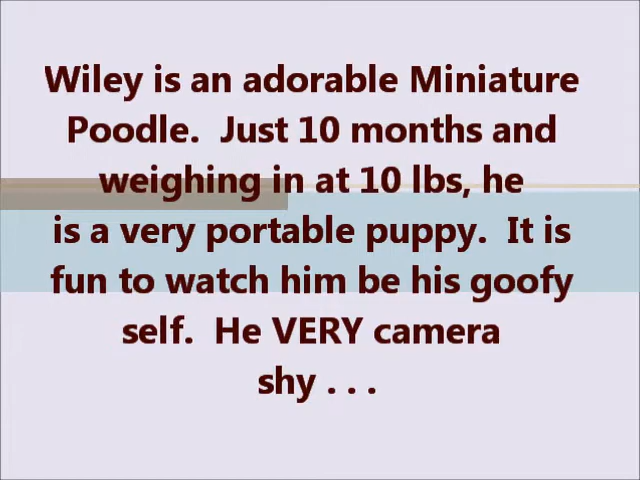 Wiley is an adorable Miniature
Poodle.  Just 10 months and
weighing in at 10 lbs, he
is a very portable puppy.  It is
fun to watch him be his goofy
self.  He VERY camera
shy . . .